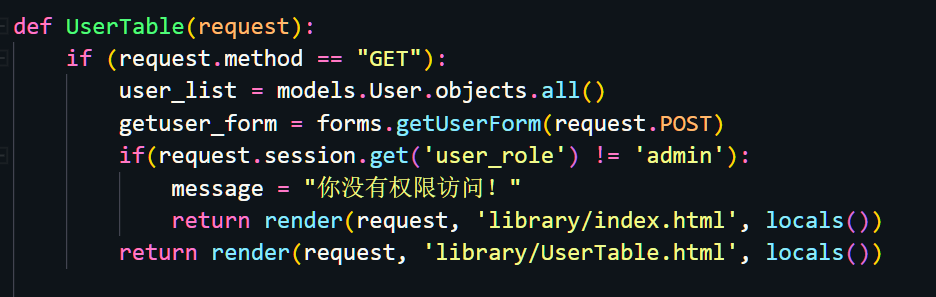 def UserTable(request):
    if (request.method == "GET"):
        user_list = models.User.objects.all()
        getuser_form = forms.getUserForm(request.POST)
        if(request.session.get('user_role') != 'admin'):
            message = "你没有权限访问！"
            return render(request, 'library/index.html', locals())
        return render(request, 'library/UserTable.html', locals())